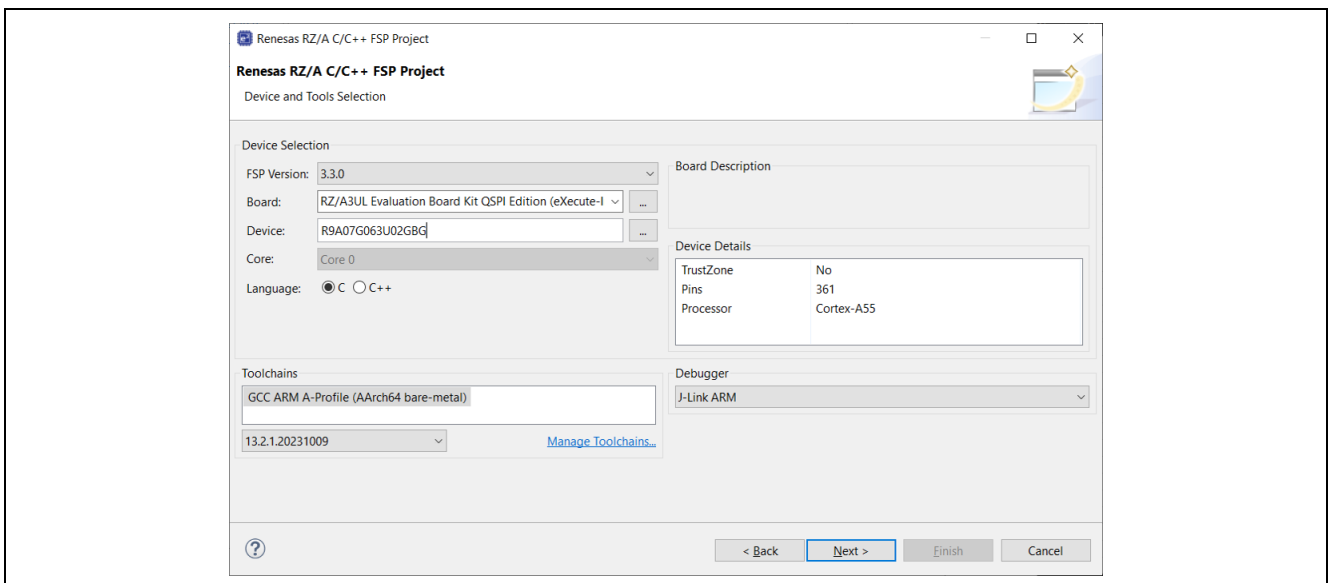 Renesas RZ/A C/C++ FSP Project
Renesas RZ/A C/C++ FSP Project
Device and Tools Selection
Device Selection
FSP Version: 3.3.0
Board: RZ/A3UL Evaluation Board Kit QSPI Edition (eXecute-I ...
Device: R9A07G063U02GBG ...
Core: Core 0
Language: C C++
Board Description
Device Details
TrustZone No
Pins 361
Processor Cortex-A55
Toolchains
GCC ARM A-Profile (AArch64 bare-metal)
13.2.1.20231009 Manage Toolchains...
Debugger
J-Link ARM
? < Back Next > Finish Cancel